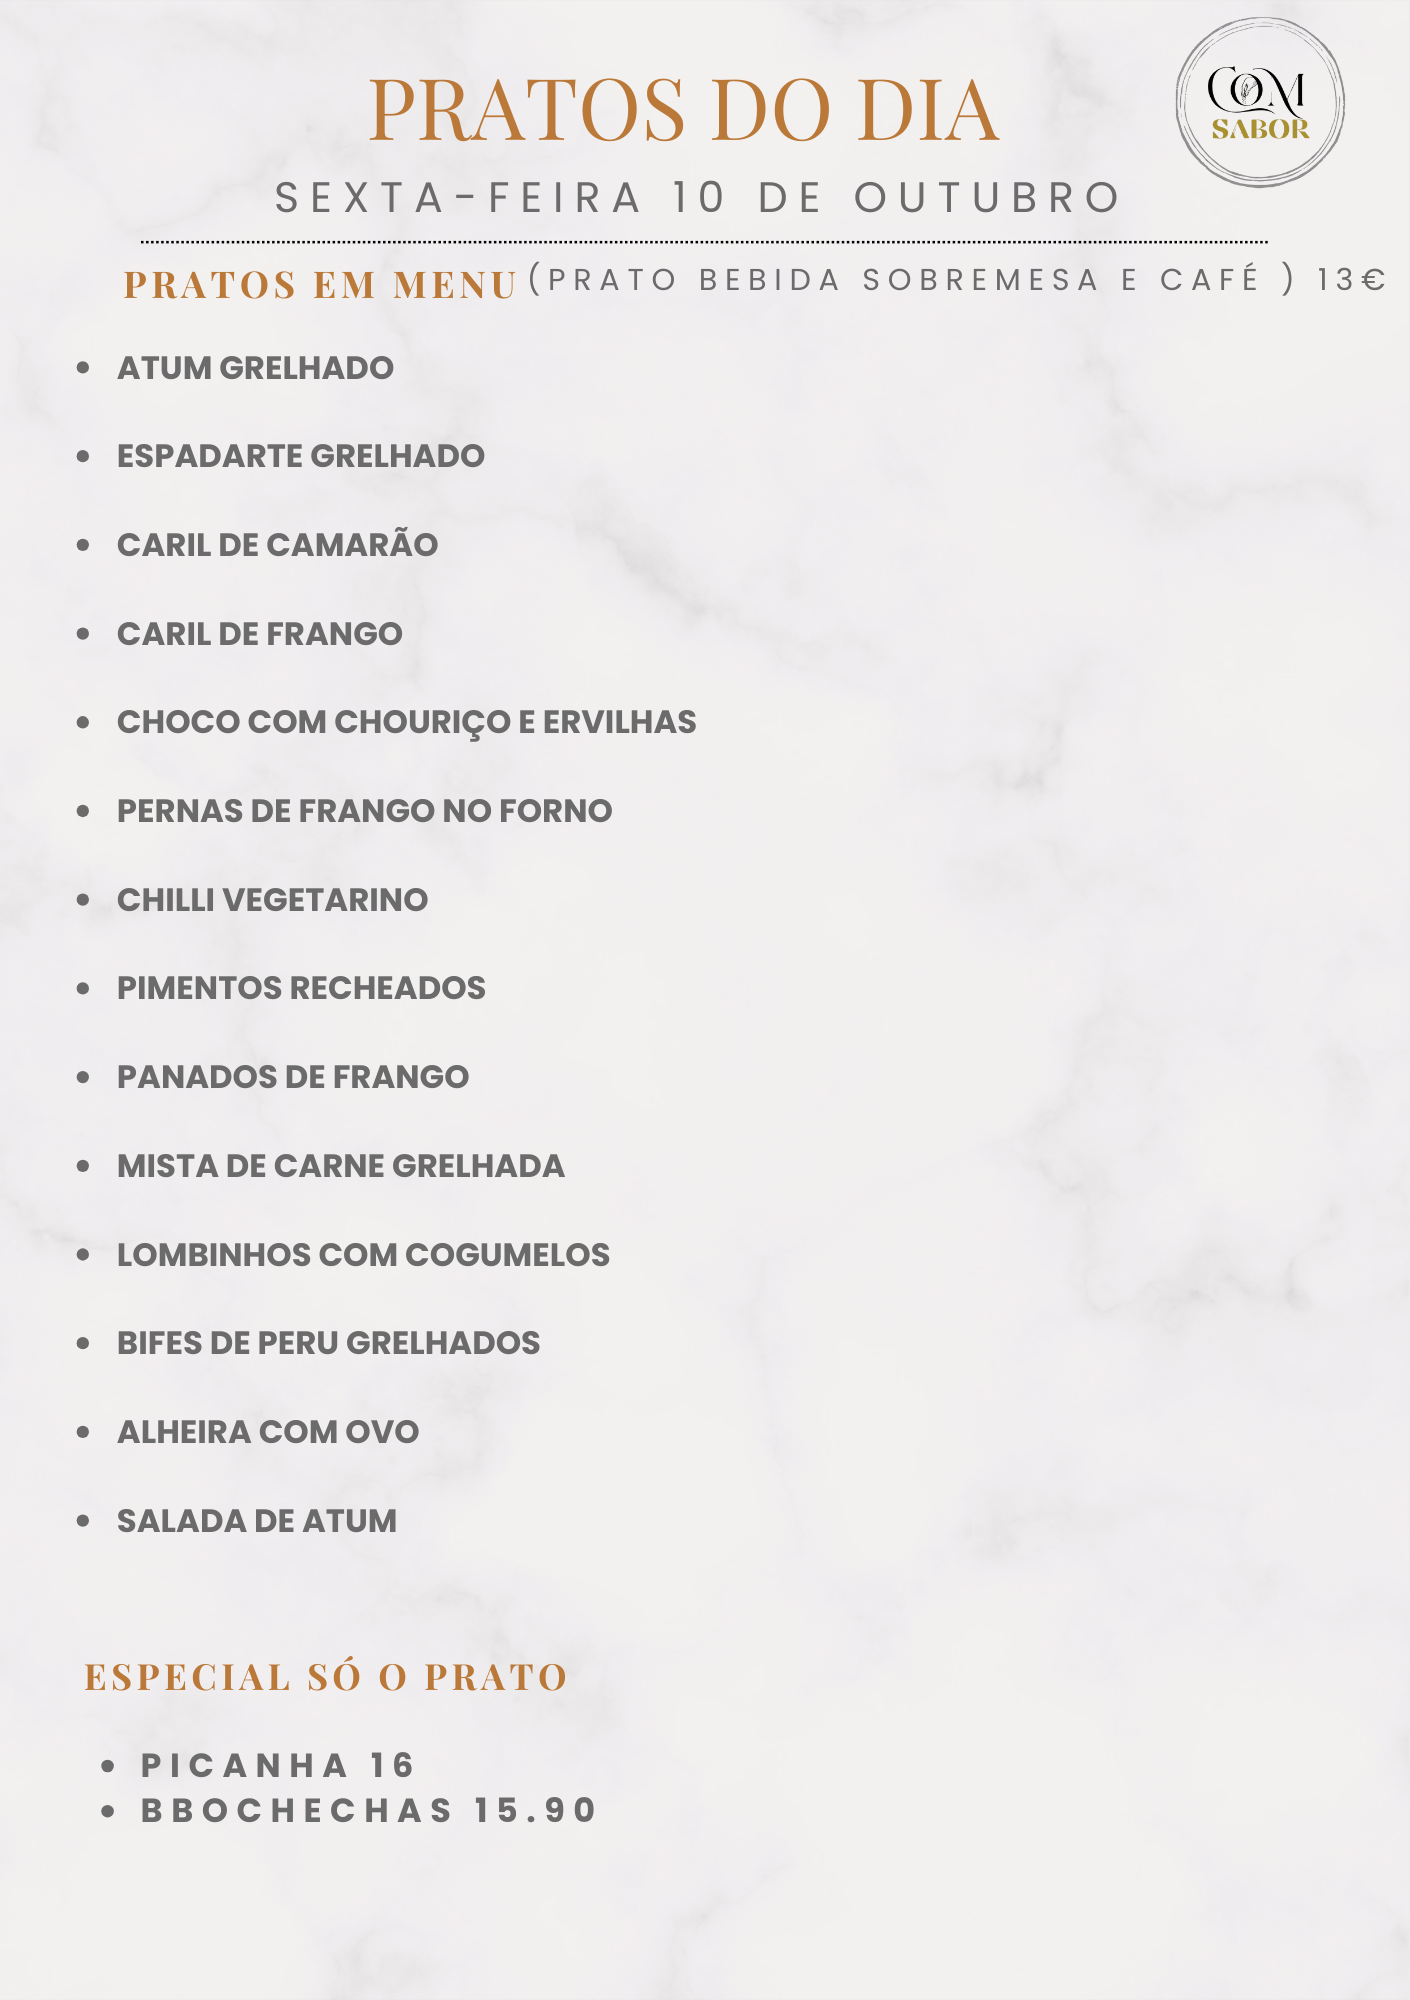 PRATOS DO DIA
COM
SABOR
SEXTA-FEIRA 10 DE OUTUBRO
PRATOS EM MENU (PRATO BEBIDA SOBREMESA E CAFÉ ) 13€
• ATUM GRELHADO
• ESPADARTE GRELHADO
• CARIL DE CAMARÃO
• CARIL DE FRANGO
• CHOCO COM CHOURIÇO E ERVILHAS
• PERNAS DE FRANGO NO FORNO
• CHILLI VEGETARINO
• PIMENTOS RECHEADOS
• PANADOS DE FRANGO
• MISTA DE CARNE GRELHADA
• LOMBINHOS COM COGUMELOS
• BIFES DE PERU GRELHADOS
• ALHEIRA COM OVO
• SALADA DE ATUM
ESPECIAL SÓ O PRATO
• PICANHA 16
• BBOCHECHAS 15.90